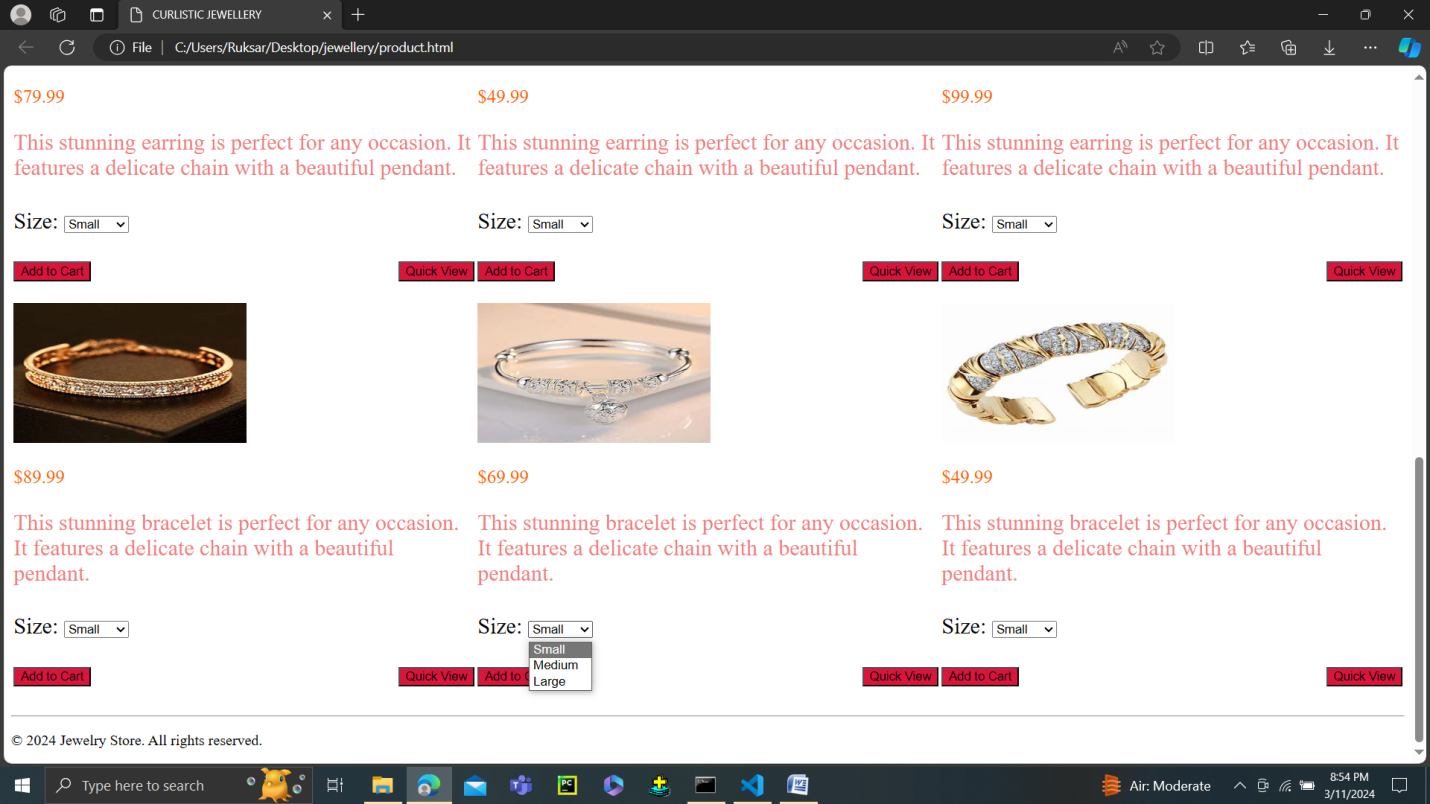 CURLISTIC JEWELLERY
File
C:/Users/Ruksar/Desktop/jewellery/product.html
$79.99
$49.99
$99.99
This stunning earring is perfect for any occasion. It
features a delicate chain with a beautiful pendant.
This stunning earring is perfect for any occasion. It
features a delicate chain with a beautiful pendant.
This stunning earring is perfect for any occasion. It
features a delicate chain with a beautiful pendant.
Size: Small
Size: Small
Size: Small
Add to Cart
Quick View
Add to Cart
Quick View
Add to Cart
Quick View
$89.99
$69.99
$49.99
This stunning bracelet is perfect for any occasion.
It features a delicate chain with a beautiful
pendant.
This stunning bracelet is perfect for any occasion.
It features a delicate chain with a beautiful
pendant.
This stunning bracelet is perfect for any occasion.
It features a delicate chain with a beautiful
pendant.
Size: Small
Size: Small
Small
Medium
Large
Size: Small
Add to Cart
Quick View
Add to C
Quick View
Add to Cart
Quick View
© 2024 Jewelry Store. All rights reserved.
Type here to search
PC
Air: Moderate
8:54 PM
3/11/2024